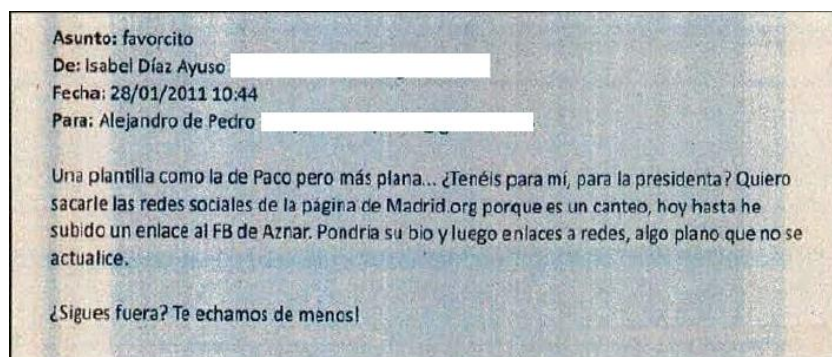 Asunto: favorcito
De: Isabel Díaz Ayuso
Fecha: 28/01/2011 10:44
Para: Alejandro de Pedro
Una plantilla como la de Paco pero más plana... ¿Tenéis para mí, para la presidenta? Quiero
sacarle las redes sociales de la pagina de Madrid.org porque es un canteo, hoy hasta he
subido un enlace al FB de Aznar. Pondría su bio y luego enlaces a redes, algo plano que no se
actualice.
¿Sigues fuera? Te echamos de menos!